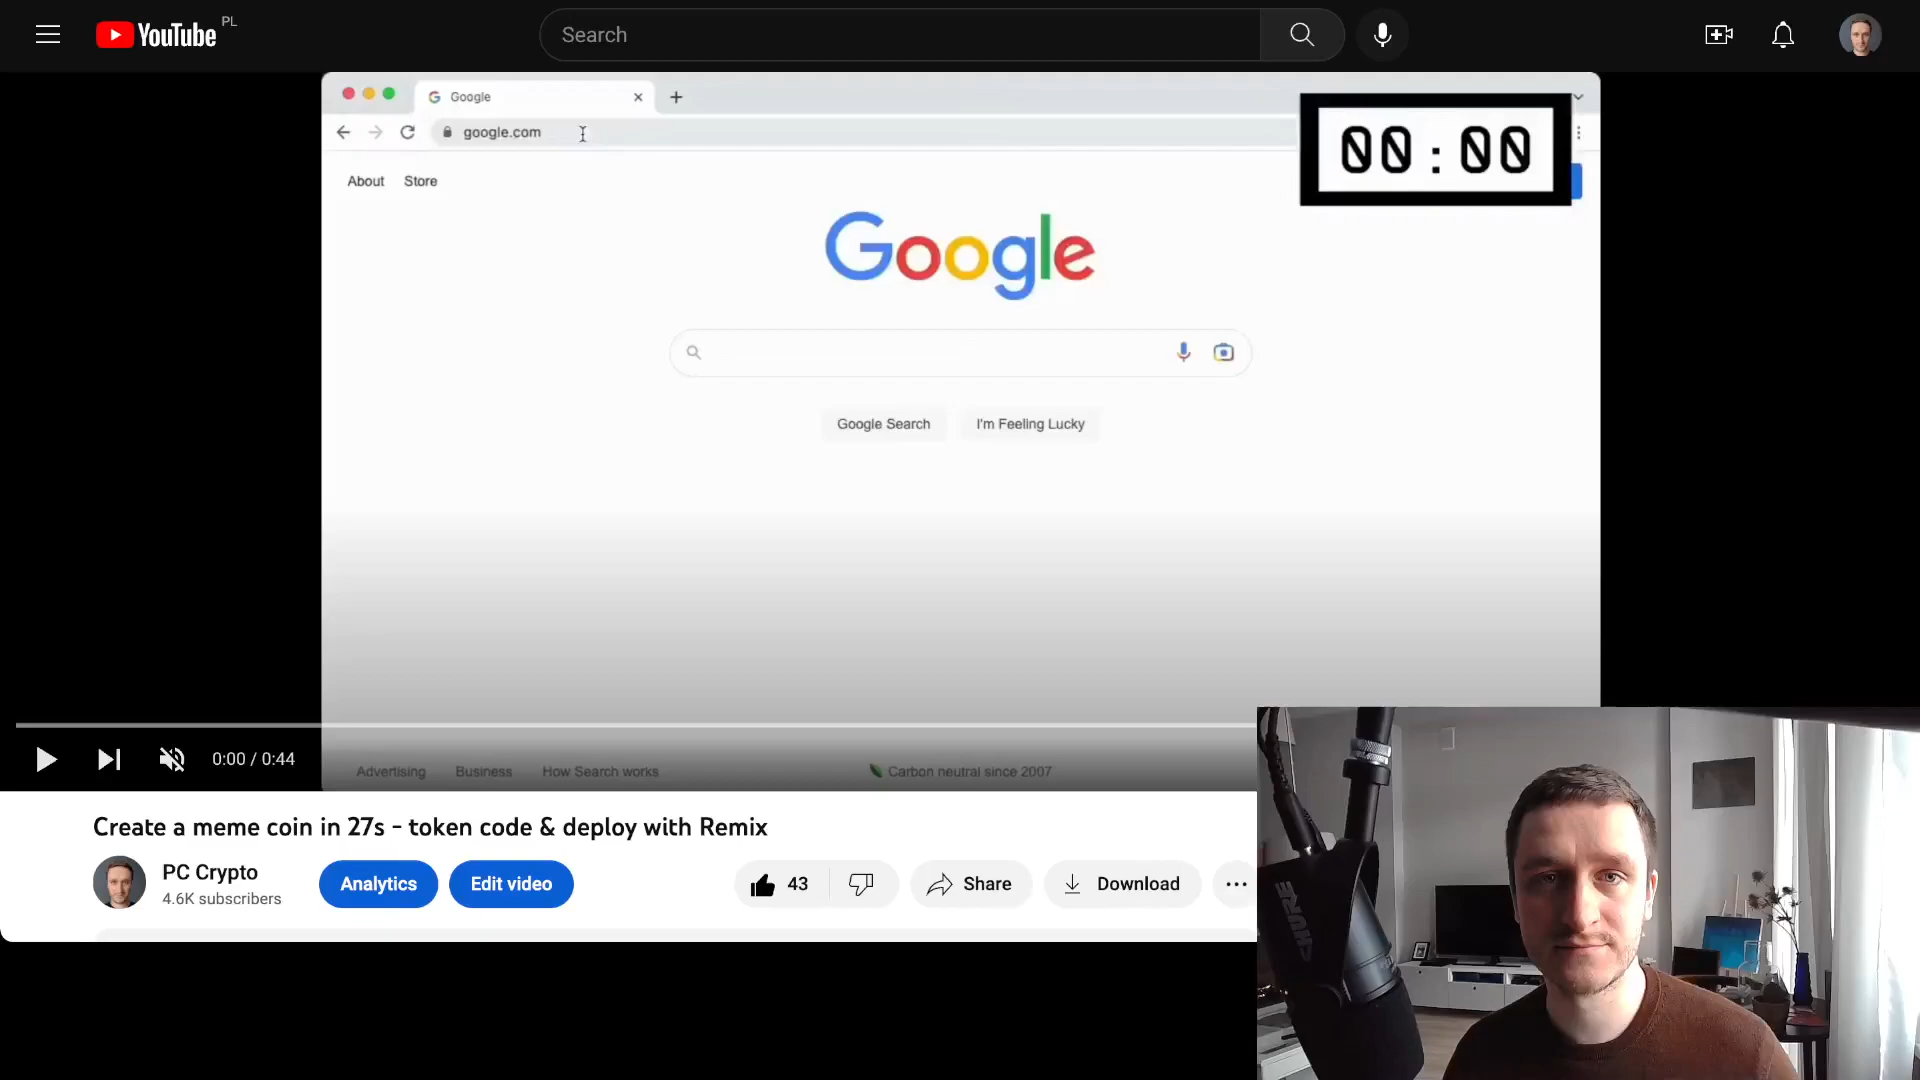 YouTube PL
Search
Google
google.com
00:00
About Store
Google
Google Search I'm Feeling Lucky
0:00 / 0:44
Advertising Business How Search works Carbon neutral since 2007
Create a meme coin in 27s - token code & deploy with Remix
PC Crypto
4.6K subscribers
Analytics
Edit video
43
Share
Download
SHURE